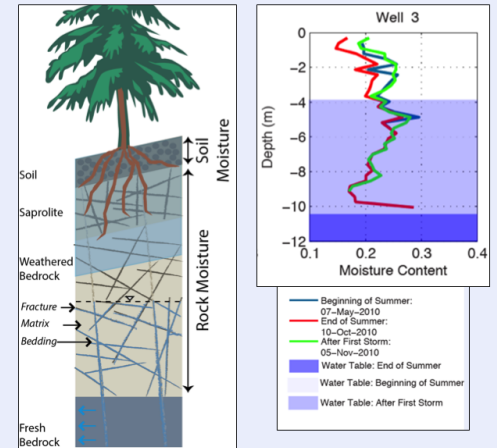 Soil
Saprolite
Weathered
Bedrock
Fracture
Matrix
Bedding
Fresh
Bedrock
Soil
Moisture
Rock Moisture
Well 3
0
−2
−4
−6
−8
−10
−12
Depth (m)
0.1 0.2 0.3 0.4
Moisture Content
Beginning of Summer:
07−May−2010
End of Summer:
10−Oct−2010
After First Storm:
05−Nov−2010
Water Table: End of Summer
Water Table: Beginning of Summer
Water Table: After First Storm